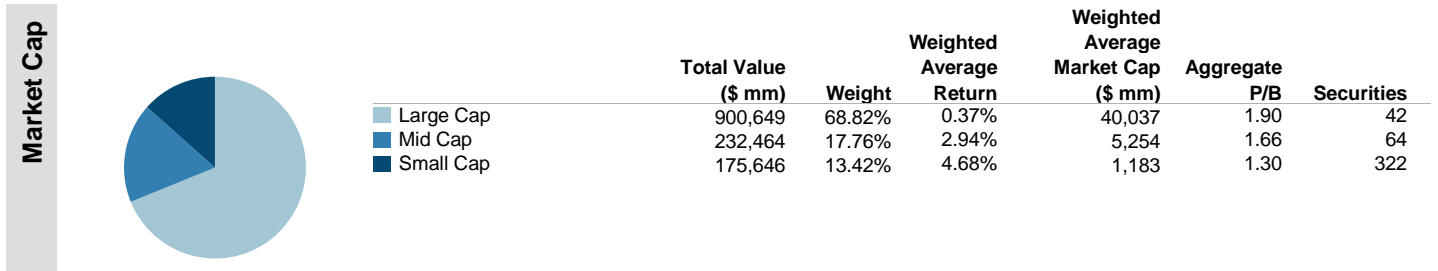 Market Cap
Weighted
Weighted Average
Total Value Average Market Cap Aggregate
($ mm) Weight Return ($ mm) P/B Securities
Large Cap 900,649 68.82% 0.37% 40,037 1.90 42
Mid Cap 232,464 17.76% 2.94% 5,254 1.66 64
Small Cap 175,646 13.42% 4.68% 1,183 1.30 322